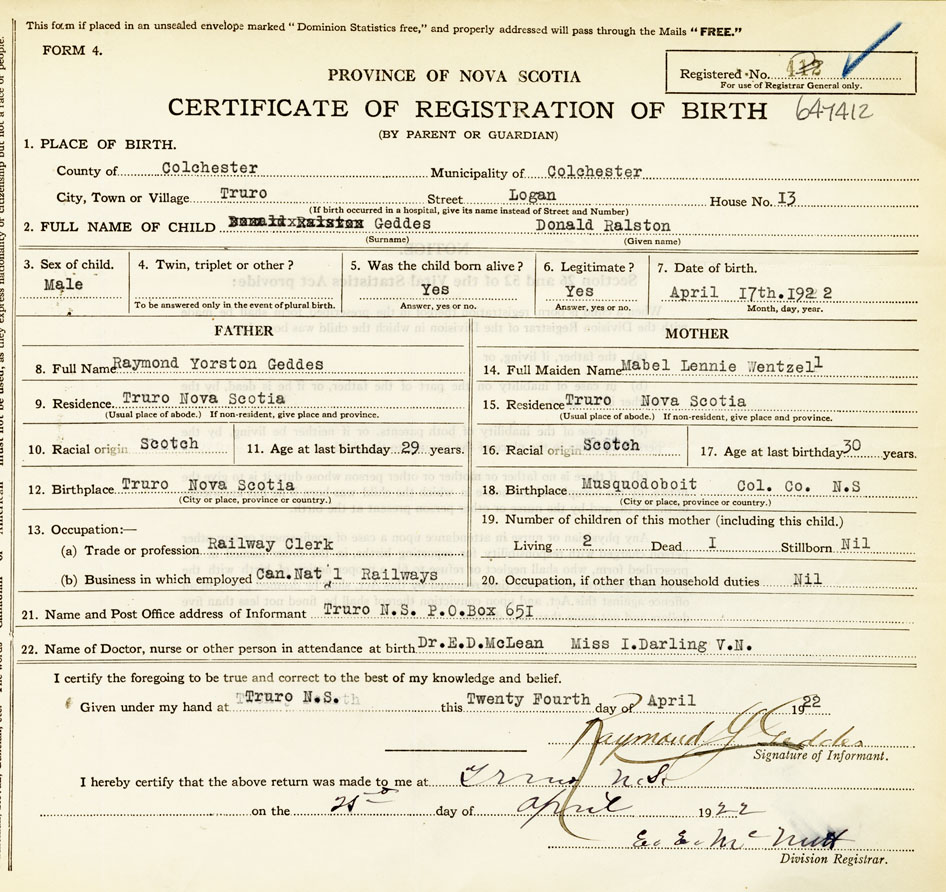 This form if placed in an unsealed envelope marked "Dominion Statistics free," and properly addressed will pass through the Mails "FREE."
FORM 4.
Registered No. 412
For use of Registrar General only.
PROVINCE OF NOVA SCOTIA
CERTIFICATE OF REGISTRATION OF BIRTH 647412
(BY PARENT OR GUARDIAN)
1. PLACE OF BIRTH.
County of Colchester Municipality of Colchester
City, Town or Village Truro Street Logan House No. I3
(If birth occurred in a hospital, give its name instead of Street and Number)
2. FULL NAME OF CHILD Geddes Donald Ralston
(Surname) (Given name)
3. Sex of child. 4. Twin, triplet or other? 5. Was the child born alive? 6. Legitimate? 7. Date of birth.
Male Yes Yes April 17th.1922
To be answered only in the event of plural birth. Answer, yes or no. Answer, yes or no. Month, day, year.
FATHER MOTHER
8. Full Name Raymond Yorston Geddes 14. Full Maiden Name Mabel Lennie Wentzell
9. Residence. Truro Nova Scotia 15. Residence Truro Nova Scotia
(Usual place of abode.) If non-resident, give place and province. (Usual place of abode.) If non-resident, give place and province.
10. Racial origin Scotch 11. Age at last birthday 29 years. 16. Racial origin Scotch 17. Age at last birthday 30 years.
12. Birthplace Truro Nova Scotia 18. Birthplace Musquodoboit Col. Co. N.S
(City or place, province or country.) (City or place, province or country.)
13. Occupation:— 19. Number of children of this mother (including this child.)
(a) Trade or profession Railway Clerk Living 2 Dead I Stillborn Nil
(b) Business in which employed Can.Nat'l Railways 20. Occupation, if other than household duties Nil
21. Name and Post Office address of Informant Truro N.S. P.O.Box 65I
22. Name of Doctor, nurse or other person in attendance at birth Dr.E.D.McLean Miss I.Darling V.N.
I certify the foregoing to be true and correct to the best of my knowledge and belief.
Given under my hand at Truro N.S. this Twenty Fourth day of April 1922
Raymond Y Geddes
Signature of Informant.
I hereby certify that the above return was made to me at Truro N.S.
on the 25th day of April 1922
E. E. McNutt
Division Registrar.